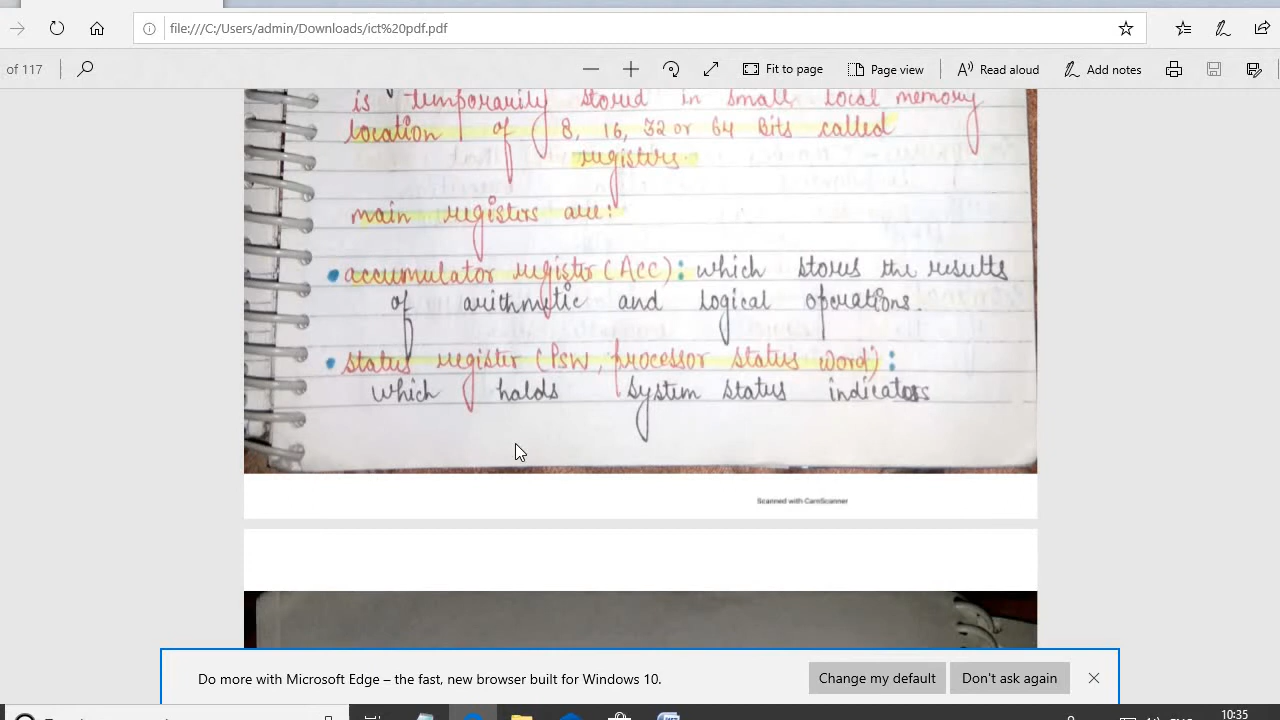 file:///C:/Users/admin/Downloads/ict%20pdf.pdf
of 117
Fit to page
Page view
Read aloud
Add notes
is temporarily stored in small local memory
location of 8, 16, 32 or 64 Bits called
registers.
main registers are:
• accumulator register (Acc): which stores the results
of arithmetic and logical operations.
• status register (PSW, processor status word):
which holds system status indicators
Scanned with CamScanner
Do more with Microsoft Edge – the fast, new browser built for Windows 10.
Change my default
Don't ask again
10:35